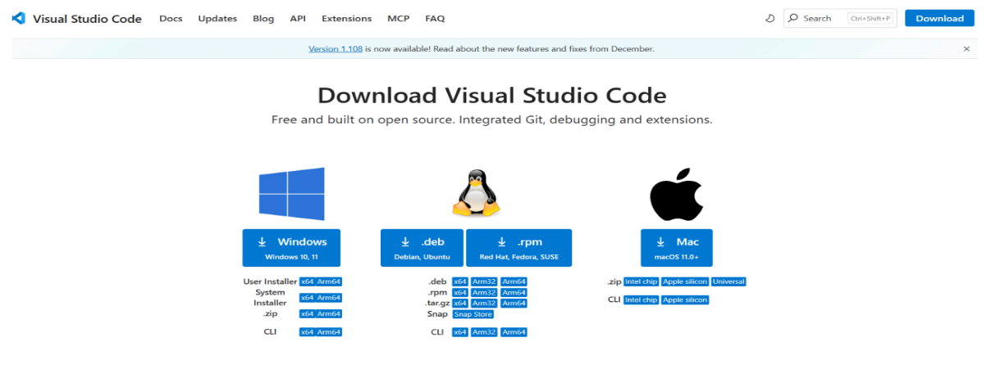 Visual Studio Code Docs Updates Blog API Extensions MCP FAQ Search Ctrl+Shift+P Download
Version 1.108 is now available! Read about the new features and fixes from December.
Download Visual Studio Code
Free and built on open source. Integrated Git, debugging and extensions.
Windows
Windows 10, 11
User Installer x64 Arm64
System
Installer x64 Arm64
.zip x64 Arm64
CLI x64 Arm64
.deb
Debian, Ubuntu
.rpm
Red Hat, Fedora, SUSE
.deb x64 Arm32 Arm64
.rpm x64 Arm32 Arm64
.tar.gz x64 Arm32 Arm64
Snap Snap Store
CLI x64 Arm32 Arm64
Mac
macOS 11.0+
.zip Intel chip Apple silicon Universal
CLI Intel chip Apple silicon